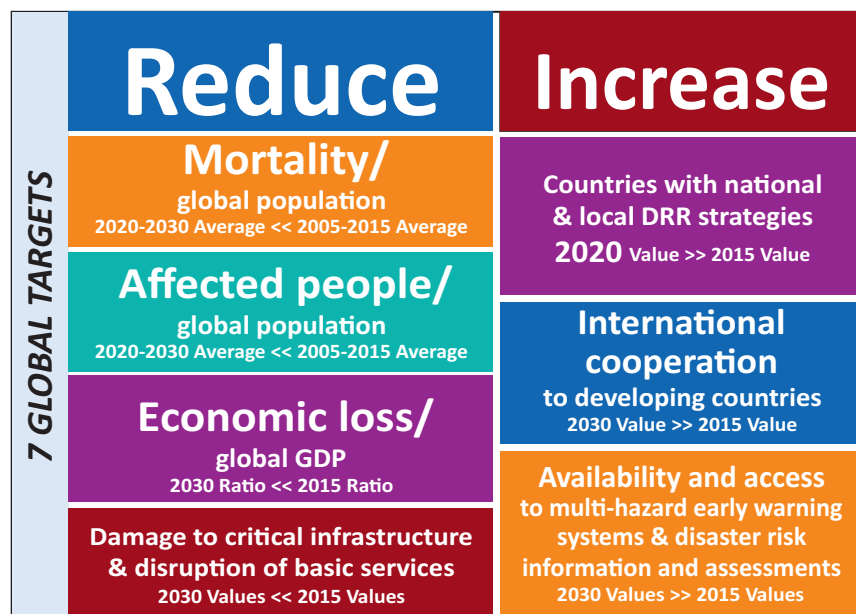 7 GLOBAL TARGETS
Reduce
Mortality/
global population
2020-2030 Average << 2005-2015 Average
Affected people/
global population
2020-2030 Average << 2005-2015 Average
Economic loss/
global GDP
2030 Ratio << 2015 Ratio
Damage to critical infrastructure
& disruption of basic services
2030 Values << 2015 Values
Increase
Countries with national
& local DRR strategies
2020 Value >> 2015 Value
International
cooperation
to developing countries
2030 Value >> 2015 Value
Availability and access
to multi-hazard early warning
systems & disaster risk
information and assessments
2030 Values >> 2015 Values